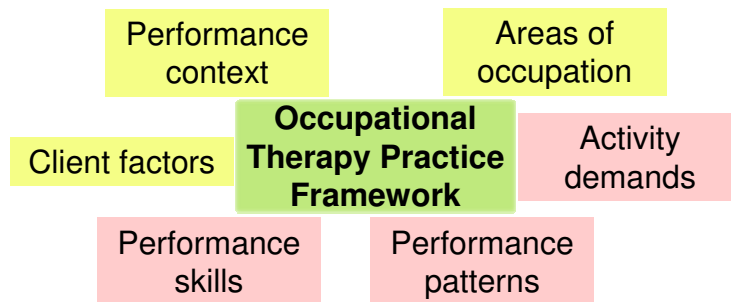 Performance
context
Areas of
occupation
Client factors
Occupational
Therapy Practice
Framework
Activity
demands
Performance
skills
Performance
patterns